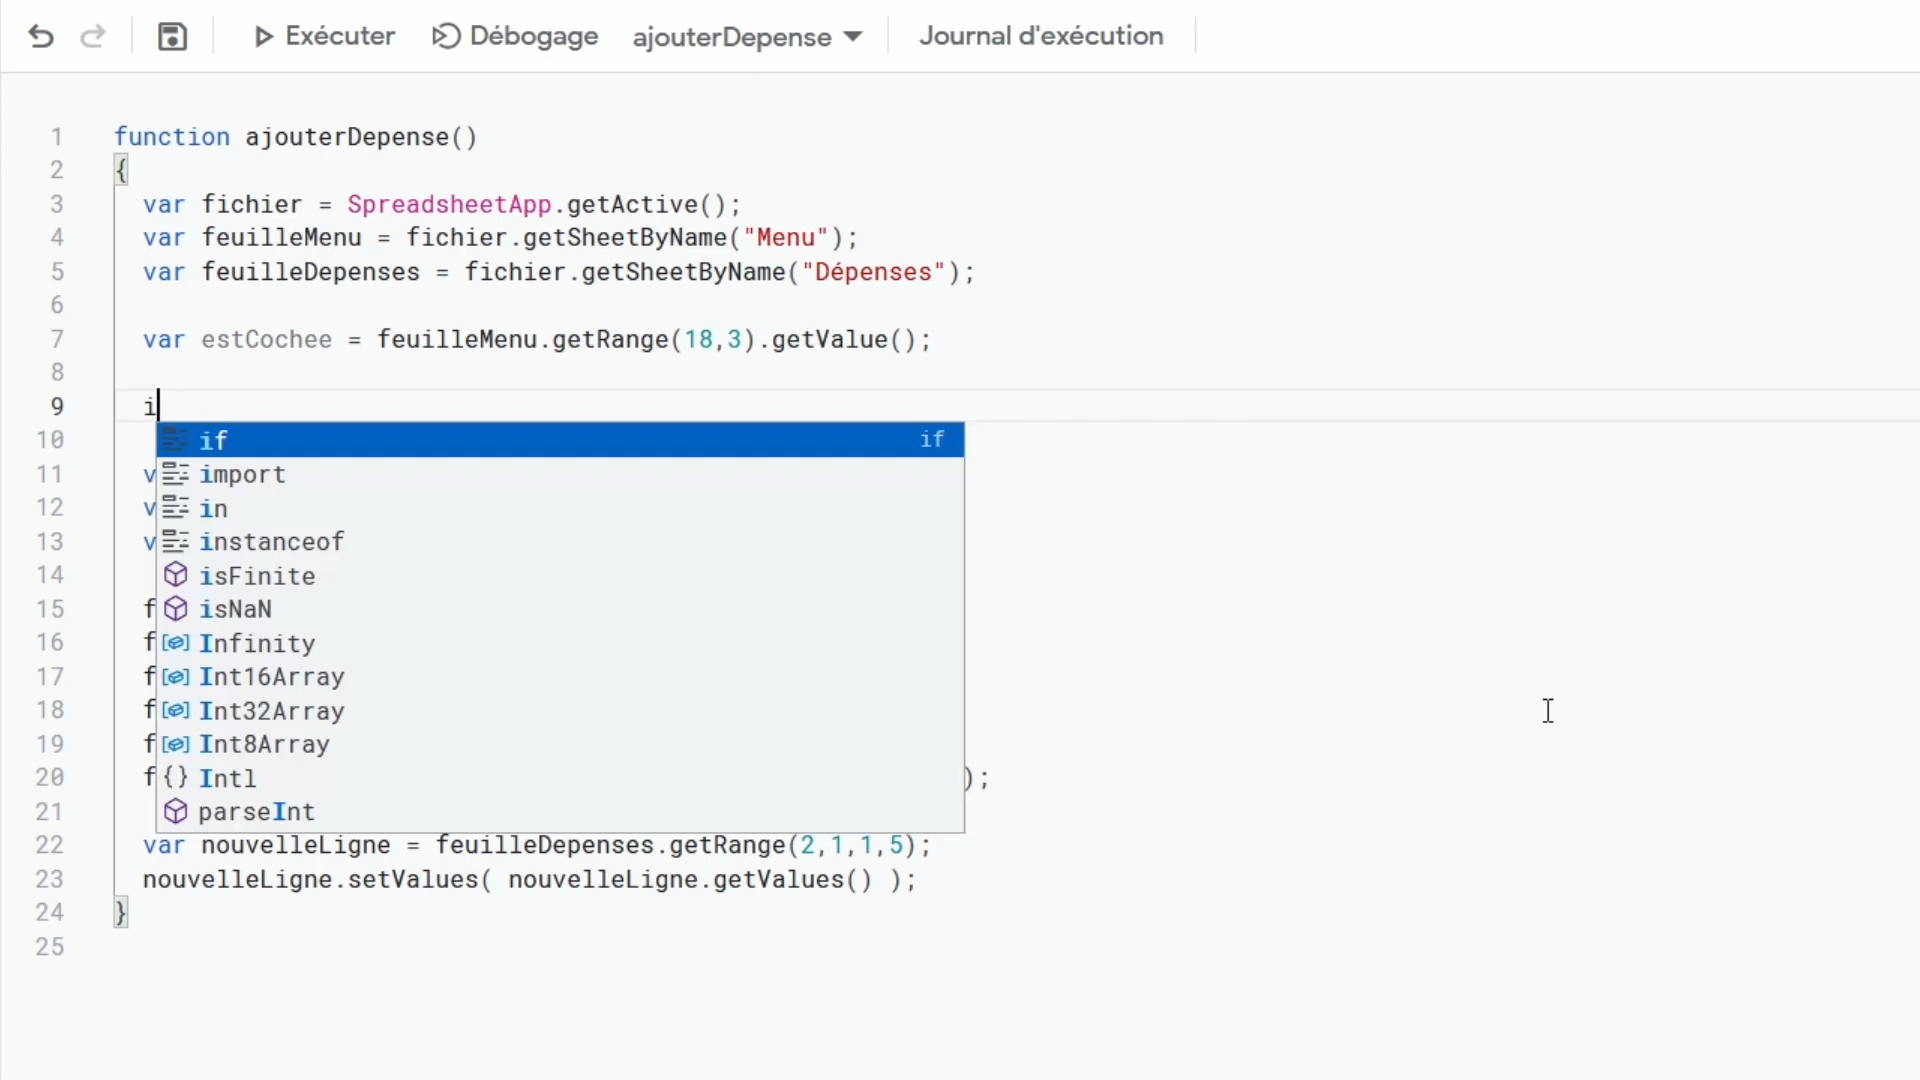 Exécuter Débogage ajouterDepense Journal d'exécution
1 function ajouterDepense()
2 {
3 var fichier = SpreadsheetApp.getActive();
4 var feuilleMenu = fichier.getSheetByName("Menu");
5 var feuilleDepenses = fichier.getSheetByName("Dépenses");
6
7 var estCochee = feuilleMenu.getRange(18,3).getValue();
8
9 i
10 if if
11 v import
12 v in
13 v instanceof
14 isFinite
15 f isNaN
16 f Infinity
17 f Int16Array
18 f Int32Array
19 f Int8Array
20 f {} Intl );
21 parseInt
22 var nouvelleLigne = feuilleDepenses.getRange(2,1,1,5);
23 nouvelleLigne.setValues( nouvelleLigne.getValues() );
24 }
25